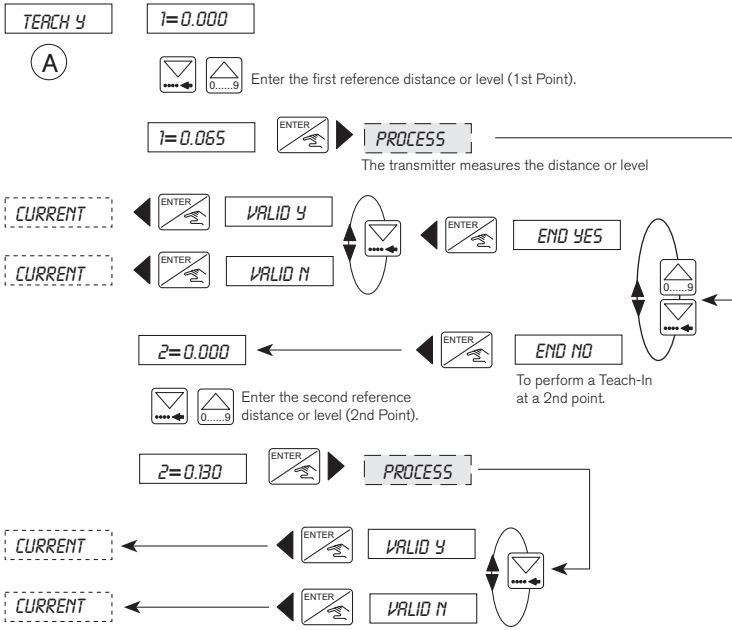 TEACH Y 1=0.000
A
0......9 Enter the first reference distance or level (1st Point).
1=0.065 ENTER PROCESS
The transmitter measures the distance or level
CURRENT ENTER VALID Y ENTER END YES
CURRENT ENTER VALID N 0......9
2=0.000 ENTER END NO
To perform a Teach-In
at a 2nd point.
Enter the second reference
0......9 distance or level (2nd Point).
2=0.130 ENTER PROCESS
CURRENT ENTER VALID Y
CURRENT ENTER VALID N